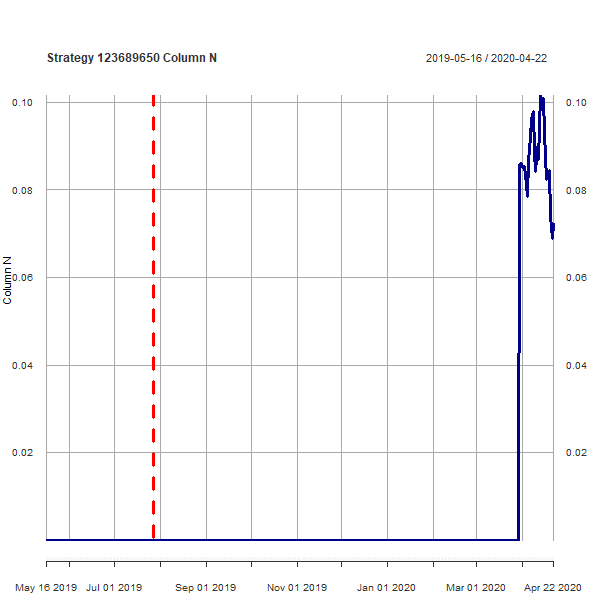 Strategy 123689650 Column N
2019-05-16 / 2020-04-22
0.10
0.10
0.08
0.08
Column N
0.06
0.06
0.04
0.04
0.02
0.02
May 16 2019
Jul 01 2019
Sep 01 2019
Nov 01 2019
Jan 01 2020
Mar 01 2020
Apr 22 2020